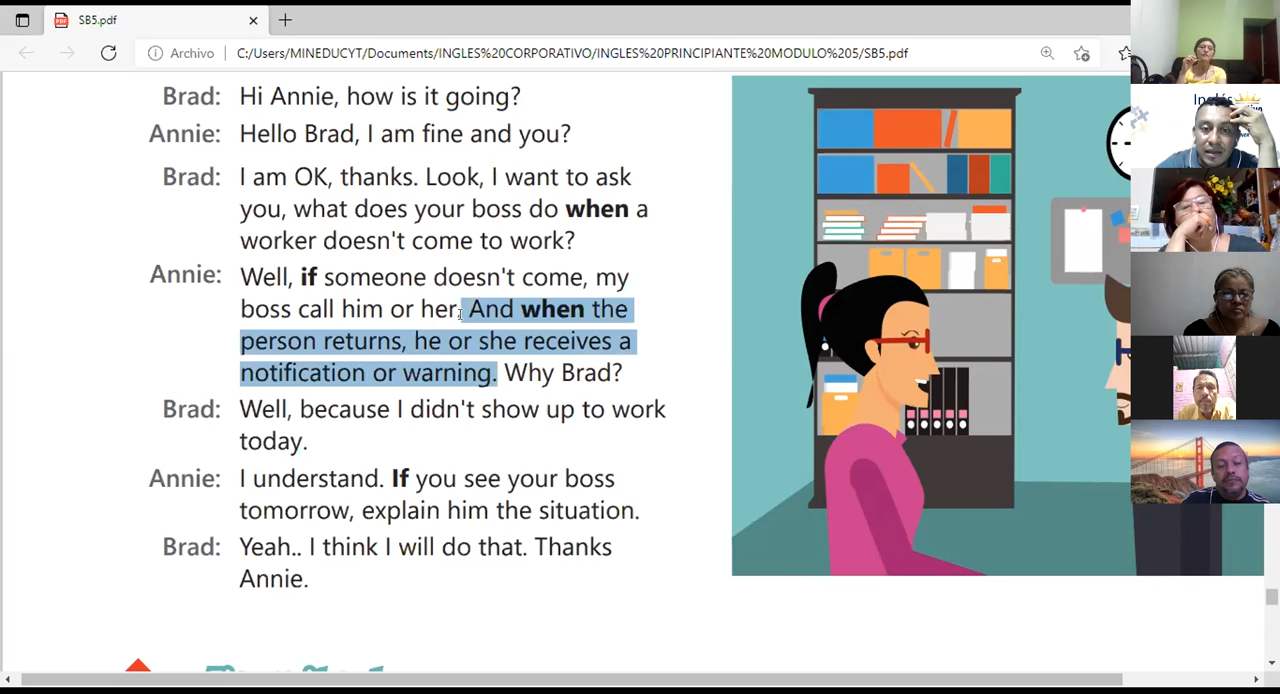 SB5.pdf
Archivo
C:/Users/MINEDUCYT/Documents/INGLES%20CORPORATIVO/INGLES%20PRINCIPIANTE%20MODULO%205/SB5.pdf
Brad: Hi Annie, how is it going?
Annie: Hello Brad, I am fine and you?
Brad: I am OK, thanks. Look, I want to ask
you, what does your boss do when a
worker doesn't come to work?
Annie: Well, if someone doesn't come, my
boss call him or her. And when the
person returns, he or she receives a
notification or warning. Why Brad?
Brad: Well, because I didn't show up to work
today.
Annie: I understand. If you see your boss
tomorrow, explain him the situation.
Brad: Yeah.. I think I will do that. Thanks
Annie.